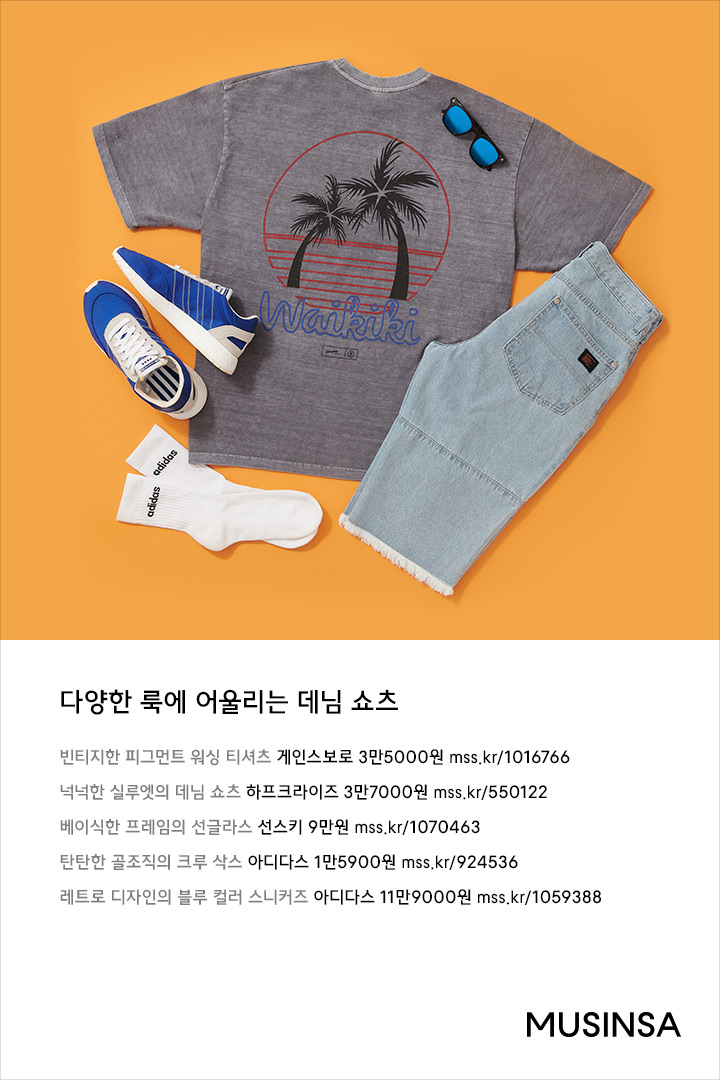 Waikiki
adidas
adidas
다양한 룩에 어울리는 데님 쇼츠
빈티지한 피그먼트 워싱 티셔츠 게인스보로 3만5000원 mss.kr/1016766
넉넉한 실루엣의 데님 쇼츠 하프크라이즈 3만7000원 mss.kr/550122
베이식한 프레임의 선글라스 선스키 9만원 mss.kr/1070463
탄탄한 골조직의 크루 삭스 아디다스 1만5900원 mss.kr/924536
레트로 디자인의 블루 컬러 스니커즈 아디다스 11만9000원 mss.kr/1059388
MUSINSA